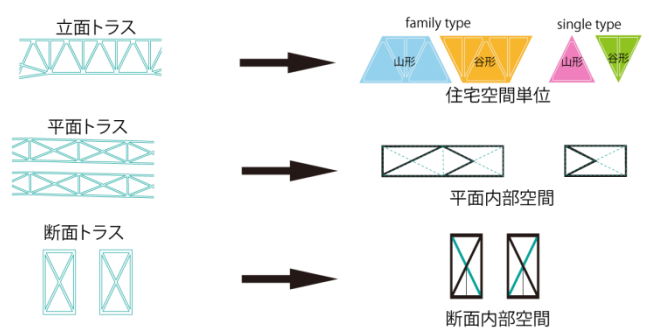 立面トラス
family type
single type
山形
谷形
山形
谷形
住宅空間単位
平面トラス
平面内部空間
断面トラス
断面内部空間